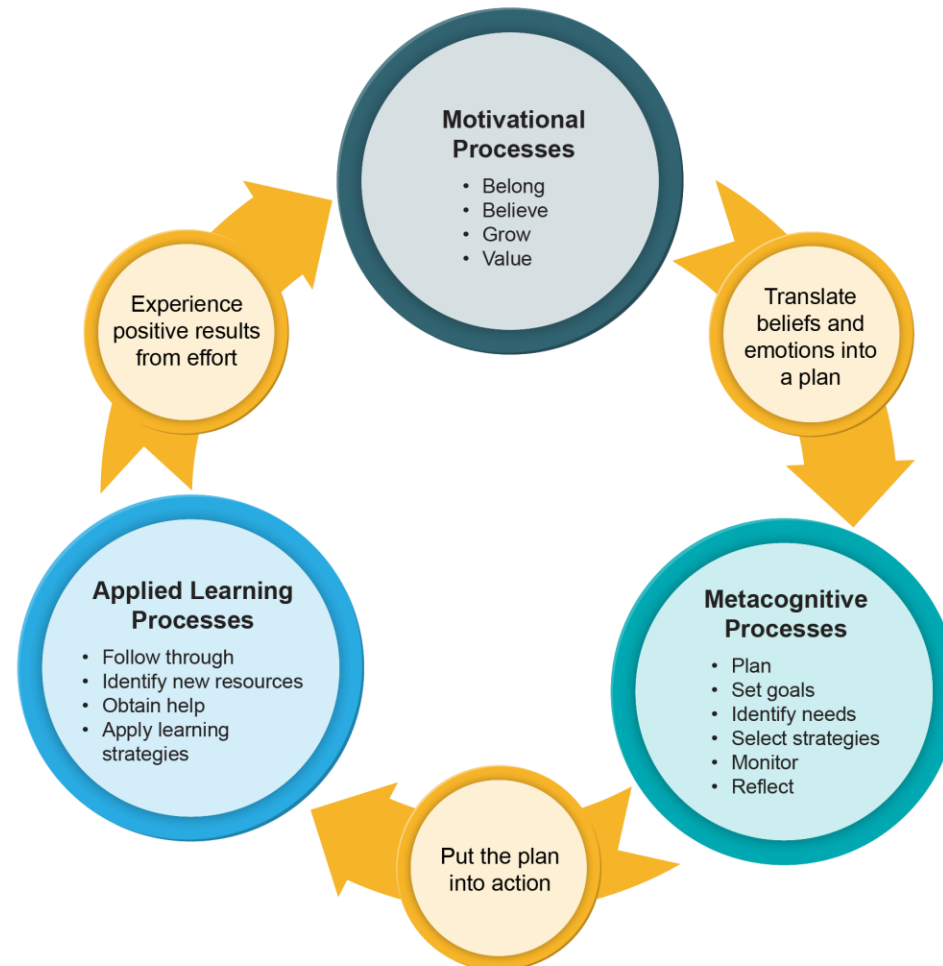 Motivational
Processes
• Belong
• Believe
• Grow
• Value
Translate
beliefs and
emotions into
a plan
Metacognitive
Processes
• Plan
• Set goals
• Identify needs
• Select strategies
• Monitor
• Reflect
Put the plan
into action
Applied Learning
Processes
• Follow through
• Identify new resources
• Obtain help
• Apply learning
strategies
Experience
positive results
from effort